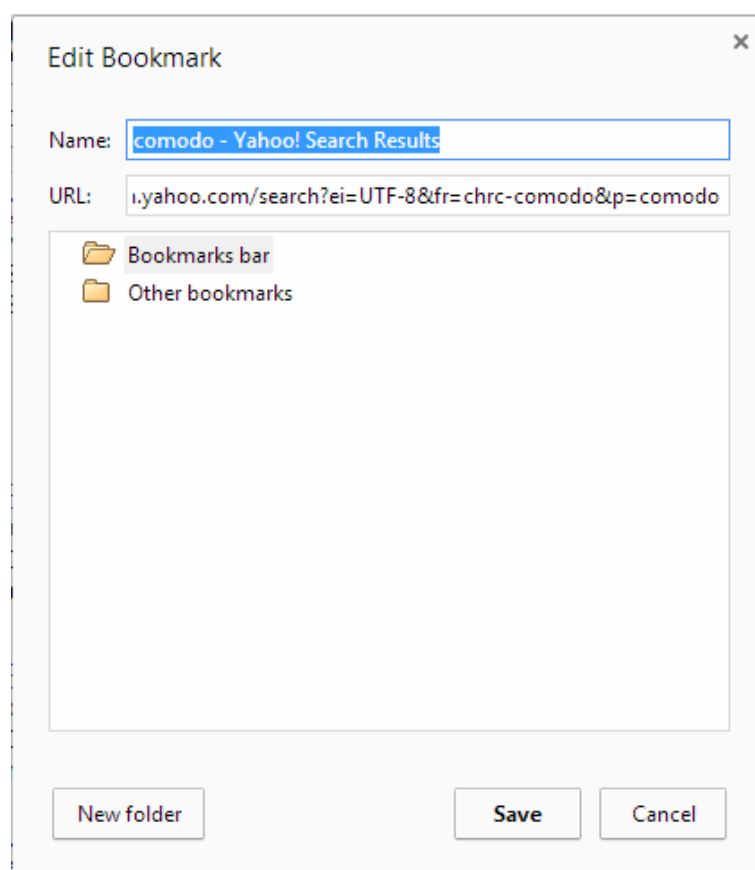 Edit Bookmark
Name: comodo - Yahoo! Search Results
URL: .yahoo.com/search?ei=UTF-8&fr=chrc-comodo&p=comodo
Bookmarks bar
Other bookmarks
New folder Save Cancel